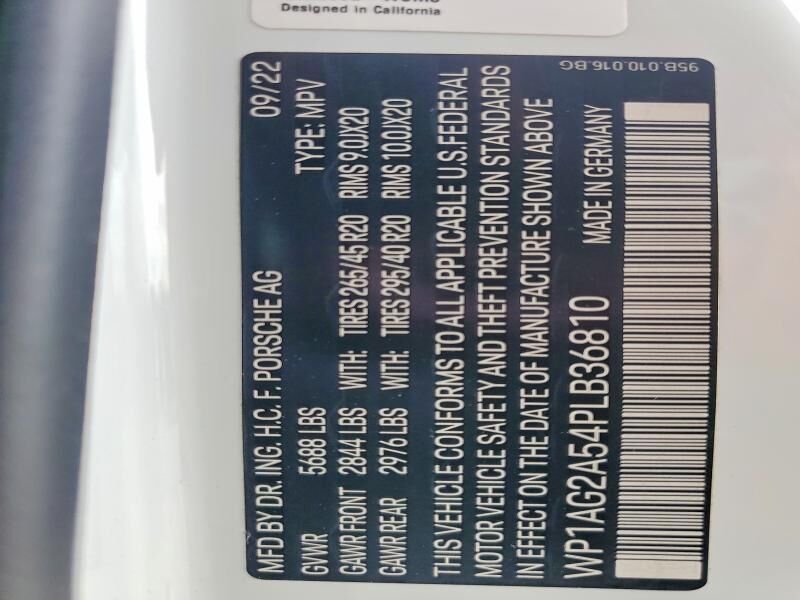 Designed in California
MFD BY DR. ING. H.C. F. PORSCHE AG 09/22
GVWR 5688 LBS TYPE: MPV
GAWR FRONT 2844 LBS WITH: TIRES 265/45 R20 RIMS 9.0JX20
GAWR REAR 2976 LBS WITH: TIRES 295/40 R20 RIMS 10.0JX20
THIS VEHICLE CONFORMS TO ALL APPLICABLE U.S. FEDERAL
MOTOR VEHICLE SAFETY AND THEFT PREVENTION STANDARDS
IN EFFECT ON THE DATE OF MANUFACTURE SHOWN ABOVE
95B.010.016.BG
WP1AG2A54PLB36810 MADE IN GERMANY